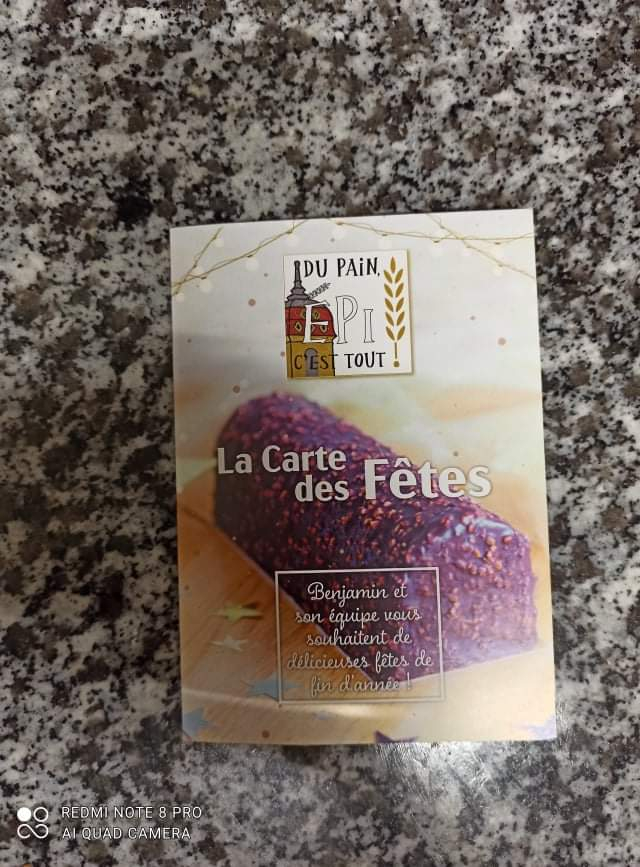 DU PAiN,
ÉPI
C'EST TOUT !
La Carte
des Fêtes
Benjamin et
son équipe vous
souhaitent de
délicieuses fêtes de
fin d'année !
REDMI NOTE 8 PRO
AI QUAD CAMERA